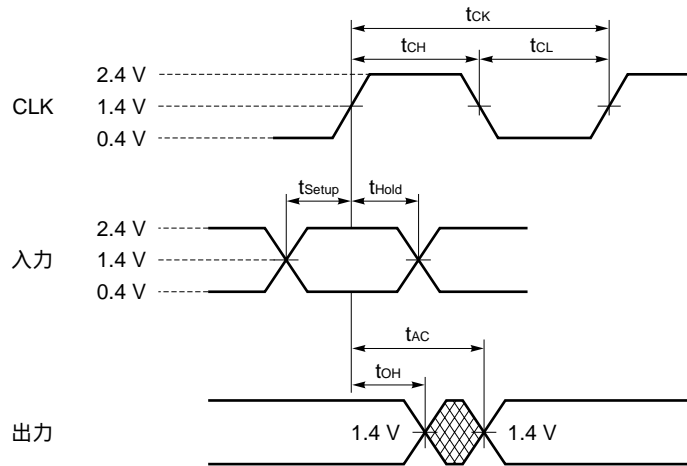 tCK
tCH
tCL
2.4 V
CLK
1.4 V
0.4 V
tSetup
tHold
2.4 V
入力
1.4 V
0.4 V
tAC
tOH
出力
1.4 V
1.4 V